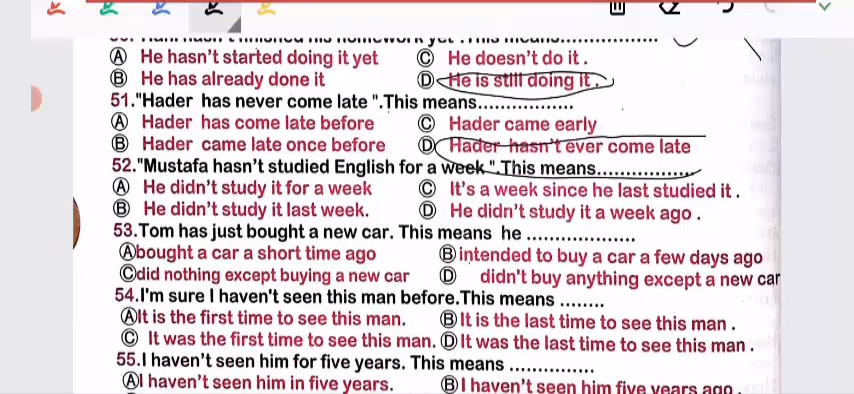 Ⓐ He hasn't started doing it yet Ⓒ He doesn't do it .
Ⓑ He has already done it Ⓓ He is still doing it .
51."Hader has never come late ".This means..................
Ⓐ Hader has come late before Ⓒ Hader came early
Ⓑ Hader came late once before Ⓓ Hader hasn't ever come late
52."Mustafa hasn't studied English for a week ".This means..................
Ⓐ He didn't study it for a week Ⓒ It's a week since he last studied it .
Ⓑ He didn't study it last week. Ⓓ He didn't study it a week ago .
53.Tom has just bought a new car. This means he ....................
Ⓐbought a car a short time ago Ⓑintended to buy a car a few days ago
Ⓒdid nothing except buying a new car Ⓓ didn't buy anything except a new car
54.I'm sure I haven't seen this man before.This means ........
ⒶIt is the first time to see this man. ⒷIt is the last time to see this man .
Ⓒ It was the first time to see this man. ⒹIt was the last time to see this man .
55.I haven't seen him for five years. This means ...............
ⒶI haven't seen him in five years. ⒷI haven't seen him five years ago .